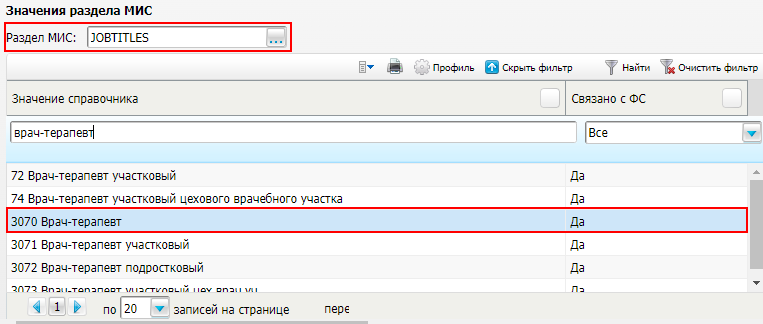 Значения раздела МИС
Раздел МИС: JOBTITLES ...
Профиль Скрыть фильтр Найти Очистить фильтр
Значение справочника Связано с ФС
врач-терапевт Все
72 Врач-терапевт участковый Да
74 Врач-терапевт участковый цехового врачебного участка Да
3070 Врач-терапевт Да
3071 Врач-терапевт участковый Да
3072 Врач-терапевт подростковый Да
3073 Врач-терапевт участковый цех.врач.уч. Да
1 по 20 записей на странице пере